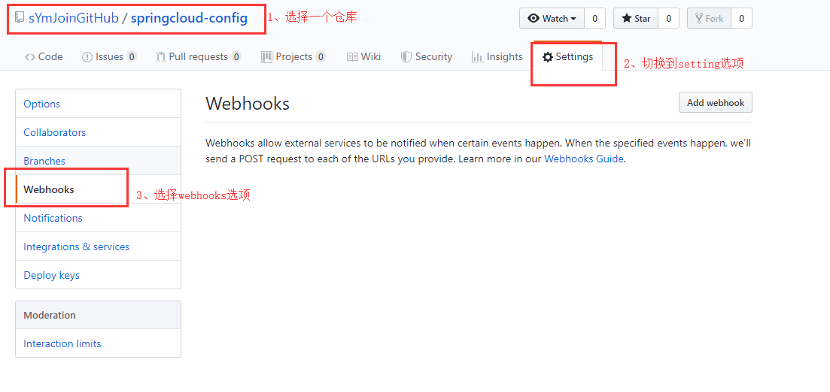 sYmJoinGitHub / springcloud-config
1、选择一个仓库
Watch 0 Star 0 Fork 0
Code Issues 0 Pull requests 0 Projects 0 Wiki Security Insights Settings
2、切换到setting选项
Options
Collaborators
Branches
Webhooks
3、选择webhooks选项
Notifications
Integrations & services
Deploy keys
Moderation
Interaction limits
Webhooks
Add webhook
Webhooks allow external services to be notified when certain events happen. When the specified events happen, we'll
send a POST request to each of the URLs you provide. Learn more in our Webhooks Guide.